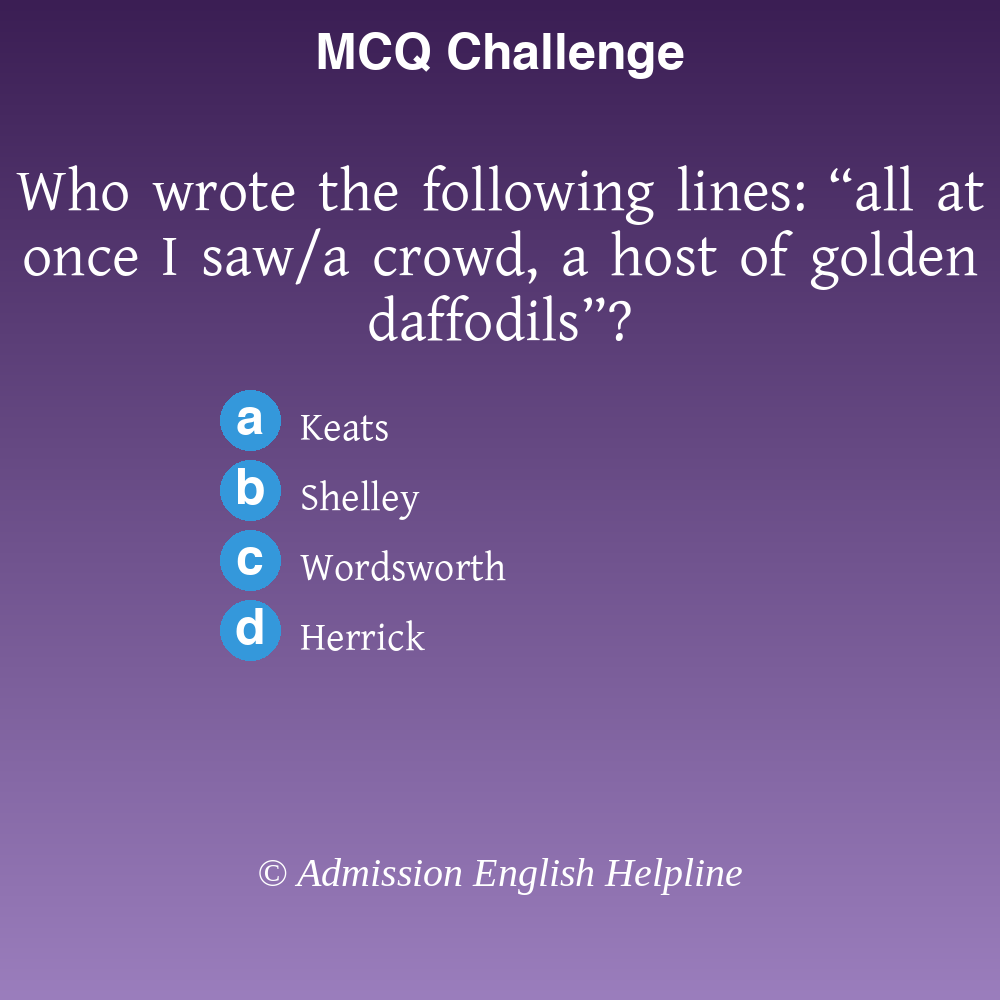 MCQ Challenge
Who wrote the following lines: “all at
once I saw/a crowd, a host of golden
daffodils”?
a Keats
b Shelley
c Wordsworth
d Herrick
© Admission English Helpline